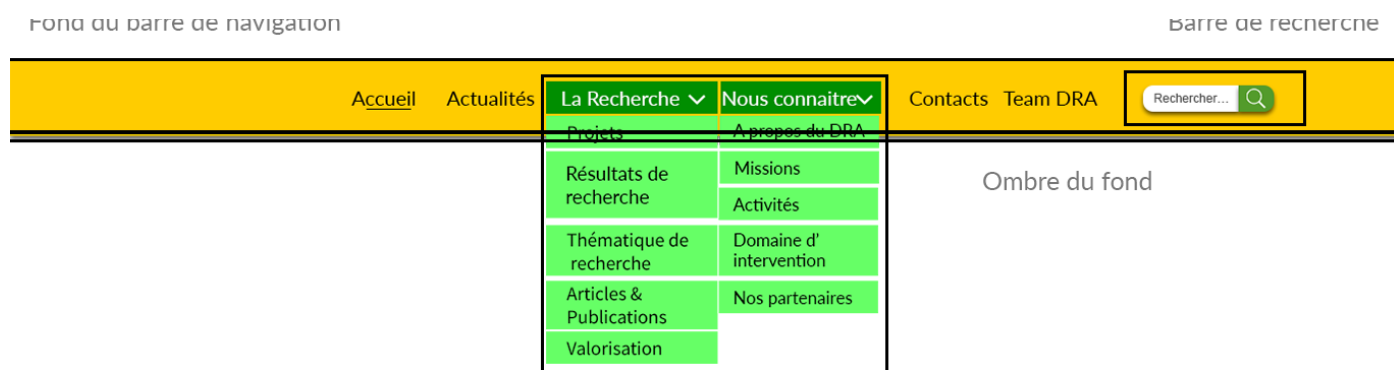 Fond du barre de navigation
Barre de recherche
Accueil Actualités La Recherche Nous connaitre Contacts Team DRA Rechercher...
Projets
A propos du DRA
Résultats de
recherche
Missions
Activités
Ombre du fond
Thématique de
recherche
Domaine d'
intervention
Articles &
Publications
Nos partenaires
Valorisation